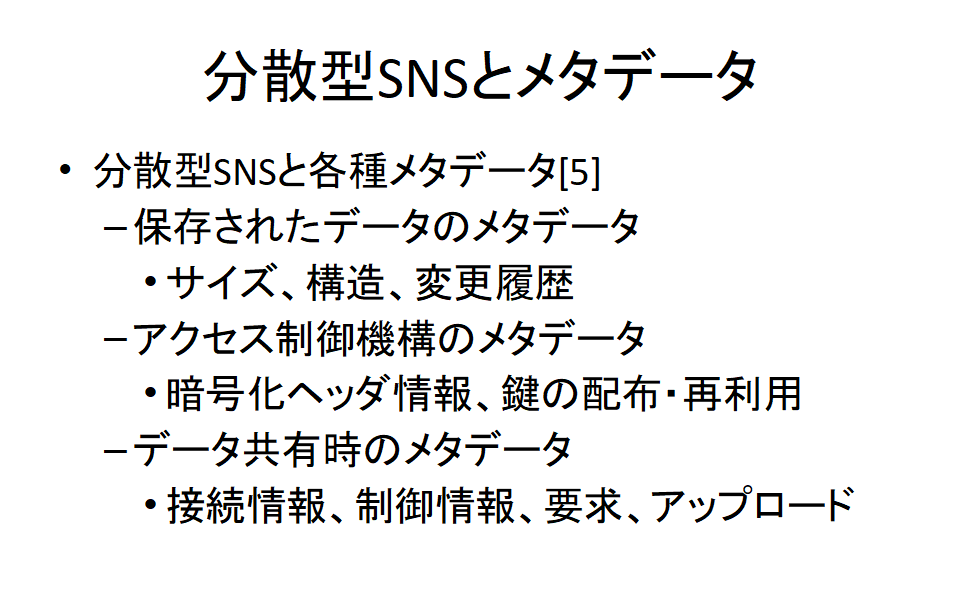 分散型SNSとメタデータ
• 分散型SNSと各種メタデータ[5]
–保存されたデータのメタデータ
•サイズ、構造、変更履歴
–アクセス制御機構のメタデータ
•暗号化ヘッダ情報、鍵の配布・再利用
–データ共有時のメタデータ
•接続情報、制御情報、要求、アップロード